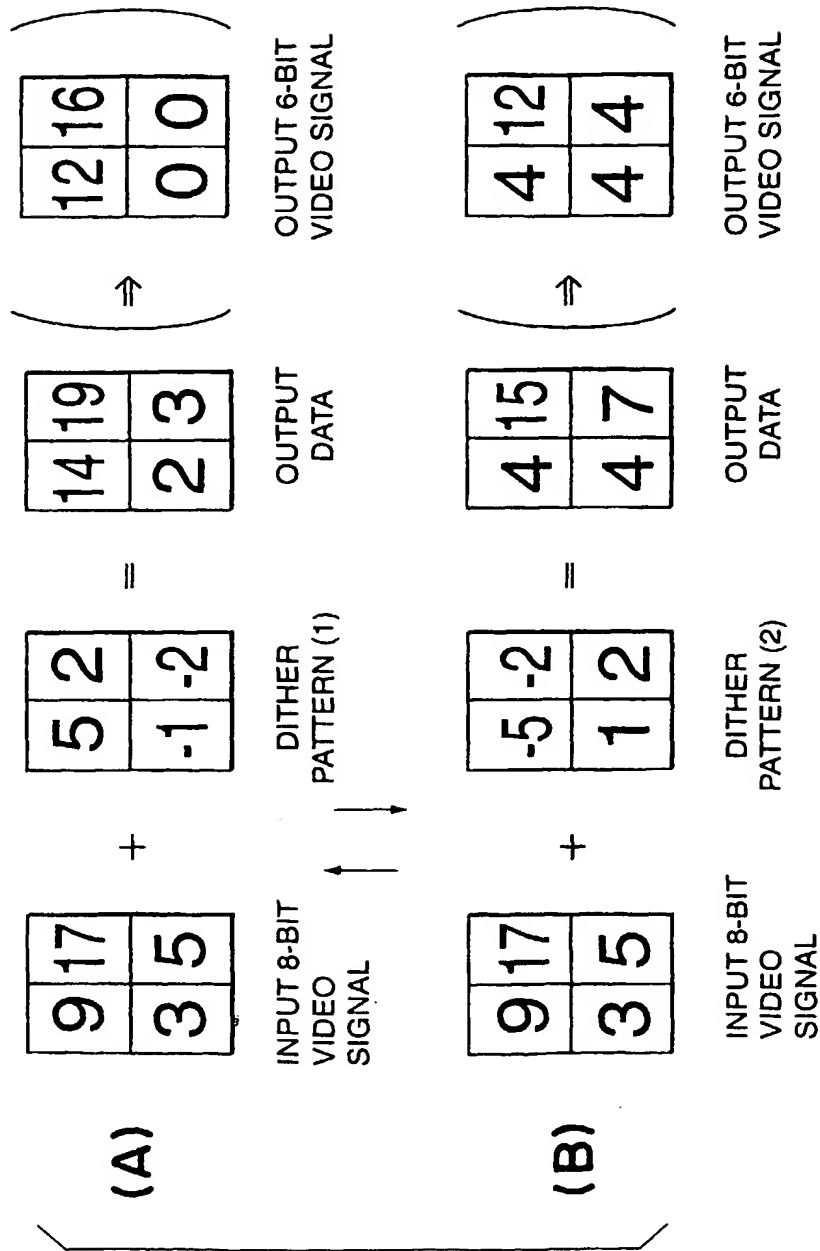 (A)
9 17 + 5 2 = 14 19 ( ⇒ 12 16 )
3 5 -1 -2 2 3 0 0
INPUT 8-BIT
VIDEO
SIGNAL
DITHER
PATTERN (1)
OUTPUT
DATA
OUTPUT 6-BIT
VIDEO SIGNAL
(B)
9 17 + -5 -2 = 4 15 ( ⇒ 4 12 )
3 5 1 2 4 7 4 4
INPUT 8-BIT
VIDEO
SIGNAL
DITHER
PATTERN (2)
OUTPUT
DATA
OUTPUT 6-BIT
VIDEO SIGNAL